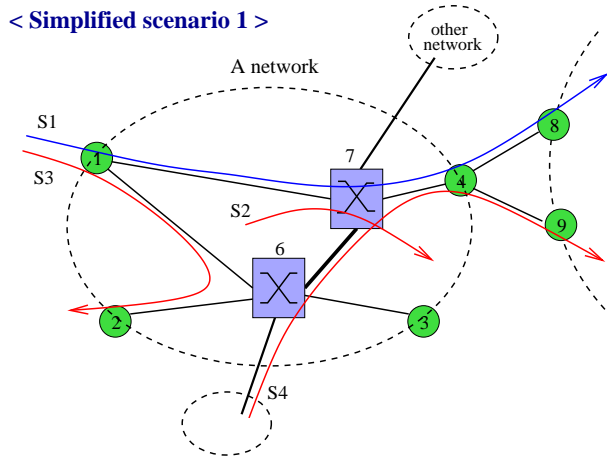 < Simplified scenario 1 >
other
network
A network
S1
8
1
7
S3
4
S2
9
6
2
3
S4